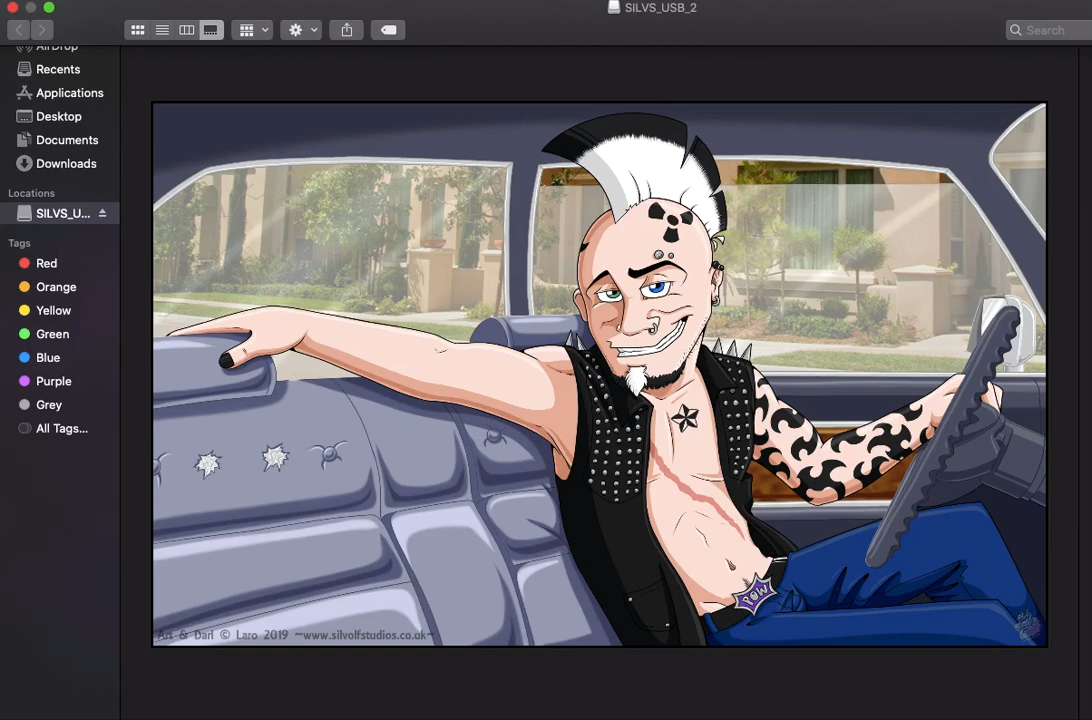 SILVS_USB_2
Search
AirDrop
Recents
Applications
Desktop
Documents
Downloads
Locations
SILVS_U...
Tags
Red
Orange
Yellow
Green
Blue
Purple
Grey
All Tags...
POW
Art & Darl © Laro 2019 ~www.silvolfstudios.co.uk~